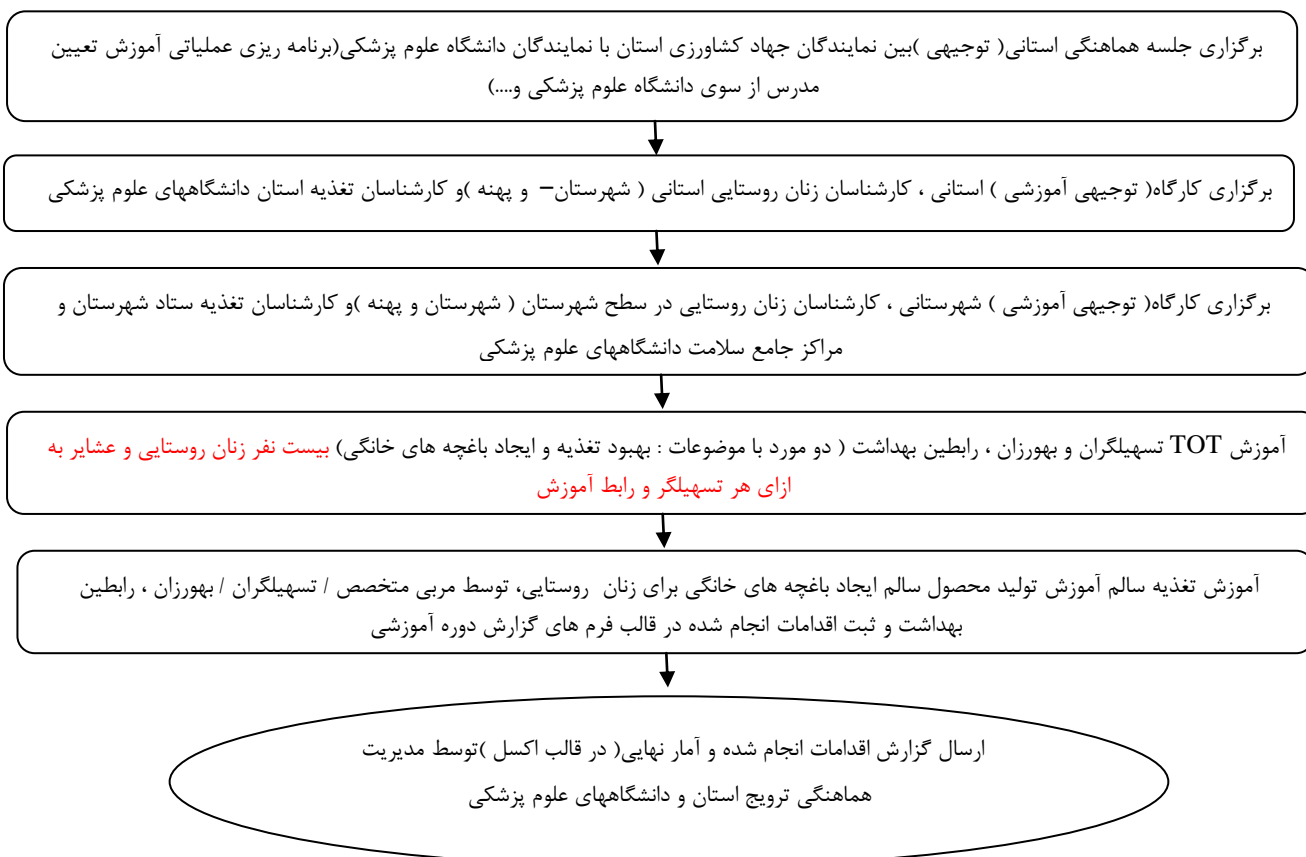 برگزاری جلسه هماهنگی استانی( توجیهی )بین نمایندگان جهاد کشاورزی استان با نمایندگان دانشگاه علوم پزشکی(برنامه ریزی عملیاتی آموزش تعیین
مدرس از سوی دانشگاه علوم پزشکی و....)
برگزاری کارگاه( توجیهی آموزشی ) استانی ، کارشناسان زنان روستایی استانی ( شهرستان– و پهنه )و کارشناسان تغذیه استان دانشگاههای علوم پزشکی
برگزاری کارگاه( توجیهی آموزشی ) شهرستانی ، کارشناسان زنان روستایی در سطح شهرستان ( شهرستان و پهنه )و کارشناسان تغذیه ستاد شهرستان و
مراکز جامع سلامت دانشگاههای علوم پزشکی
آموزش TOT تسهیلگران و بهورزان ، رابطین بهداشت ( دو مورد با موضوعات : بهبود تغذیه و ایجاد باغچه های خانگی) بیست نفر زنان روستایی و عشایر به
ازای هر تسهیلگر و رابط آموزش
آموزش تغذیه سالم آموزش تولید محصول سالم ایجاد باغچه های خانگی برای زنان روستایی، توسط مربی متخصص / تسهیلگران / بهورزان ، رابطین
بهداشت و ثبت اقدامات انجام شده در قالب فرم های گزارش دوره آموزشی
ارسال گزارش اقدامات انجام شده و آمار نهایی( در قالب اکسل )توسط مدیریت
هماهنگی ترویج استان و دانشگاههای علوم پزشکی